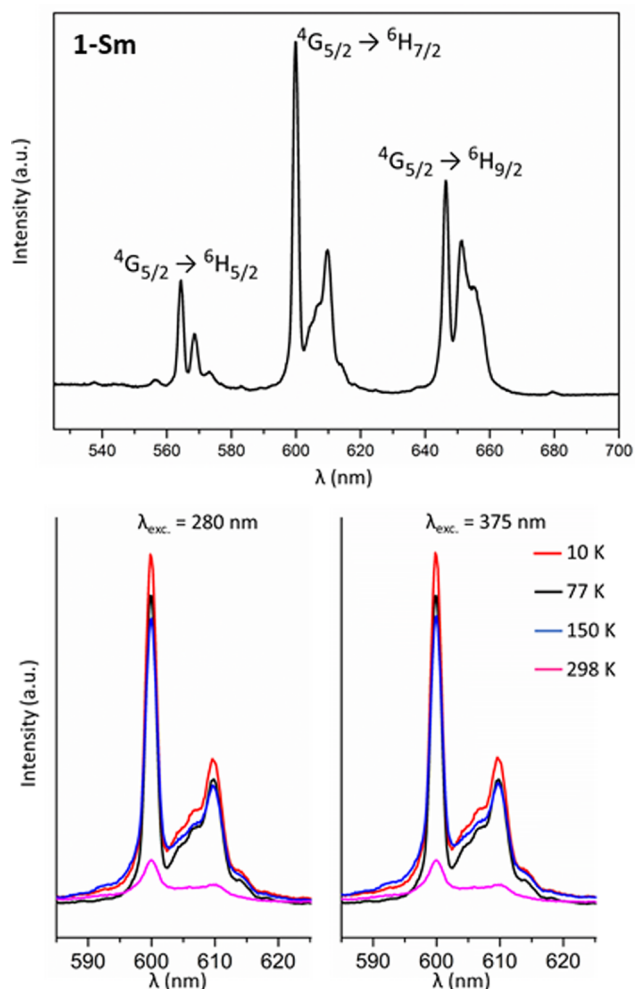 1-Sm
⁴G₅/₂ → ⁶H₇/₂
⁴G₅/₂ → ⁶H₉/₂
⁴G₅/₂ → ⁶H₅/₂
Intensity (a.u.)
540 560 580 600 620 640 660 680 700
λ (nm)
λexc. = 280 nm
λexc. = 375 nm
10 K
77 K
150 K
298 K
Intensity (a.u.)
590 600 610 620
590 600 610 620
λ (nm)
λ (nm)